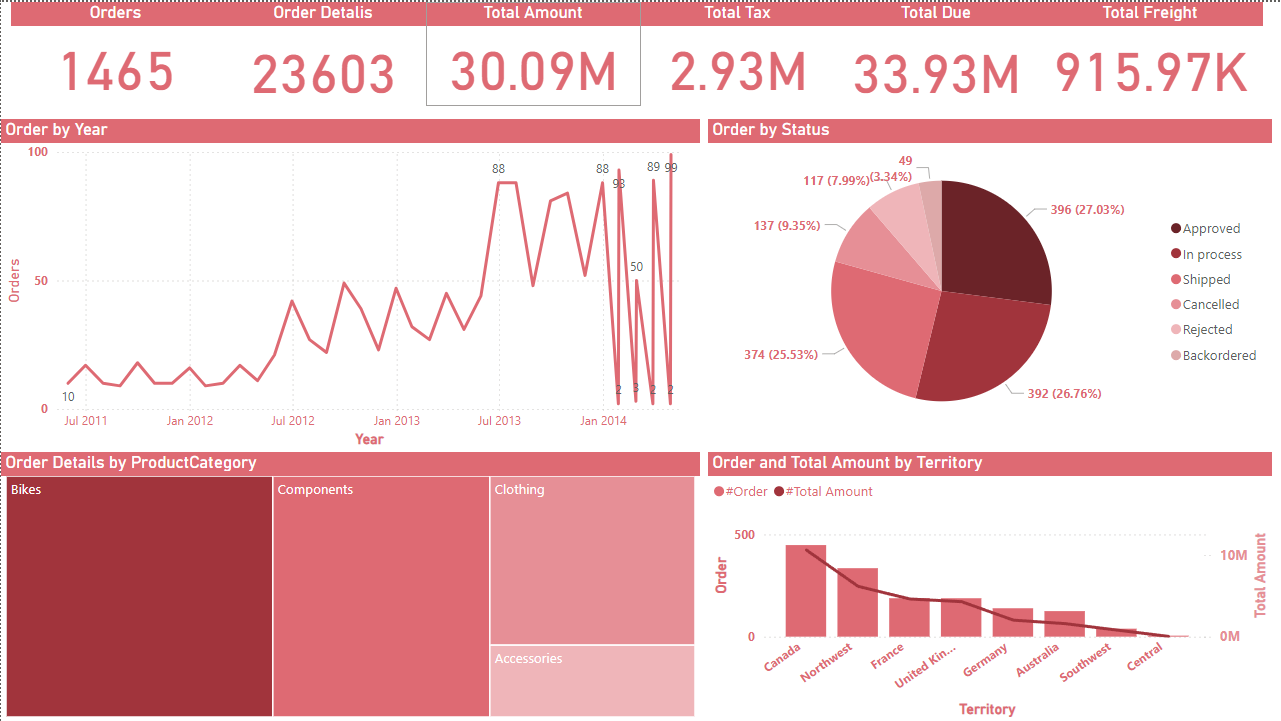 Orders Order Detalis Total Amount Total Tax Total Due Total Freight
1465 23603 30.09M 2.93M 33.93M 915.97K
Order by Year
100
50
0
Orders
10
88
88
93
50
89
99
2
3
2
2
Jul 2011 Jan 2012 Jul 2012 Jan 2013 Jul 2013 Jan 2014
Year
Order by Status
49
(3.34%)
117 (7.99%)
137 (9.35%)
374 (25.53%)
396 (27.03%)
392 (26.76%)
Approved
In process
Shipped
Cancelled
Rejected
Backordered
Order Details by ProductCategory
Bikes
Components
Clothing
Accessories
Order and Total Amount by Territory
#Order #Total Amount
500
0
Order
10M
0M
Total Amount
Canada Northwest France United Kin... Germany Australia Southwest Central
Territory